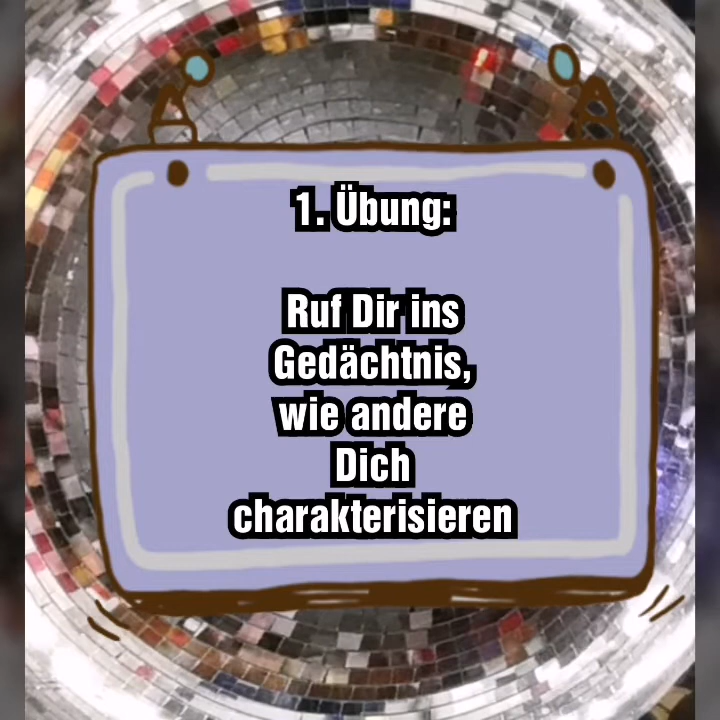 1. Übung:
Ruf Dir ins
Gedächtnis,
wie andere
Dich
charakterisieren